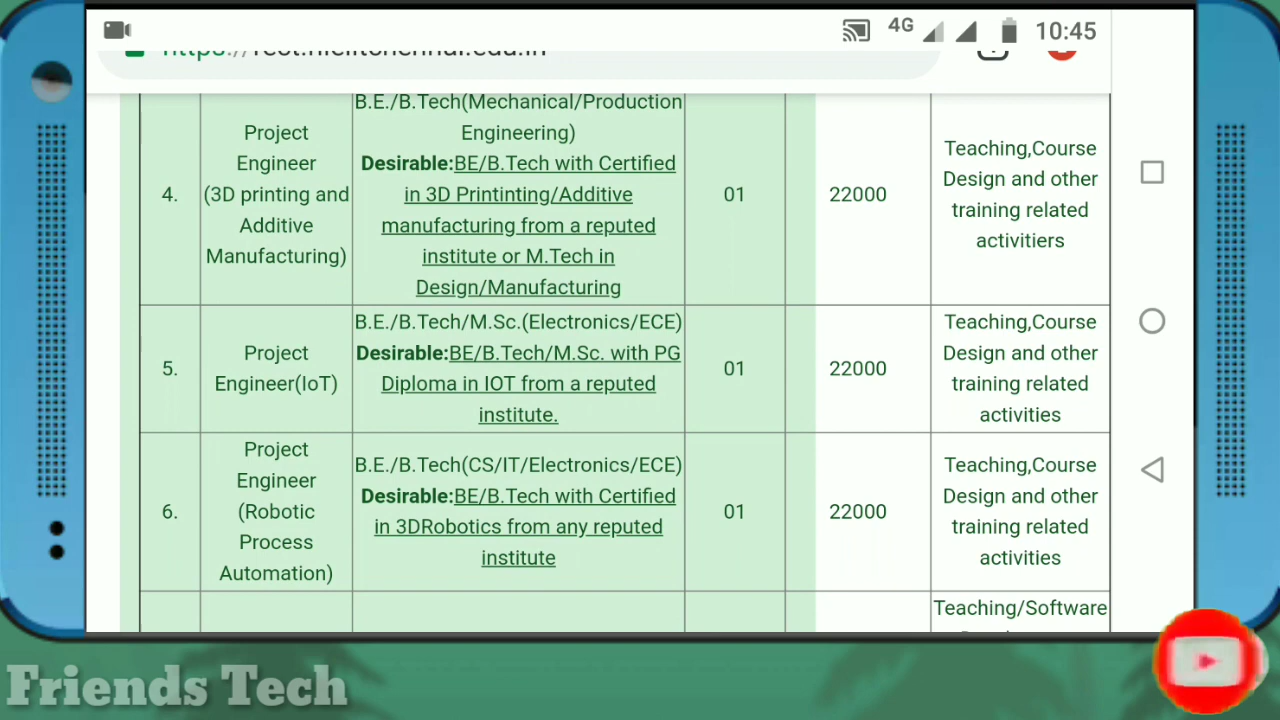 4G 10:45
Project
Engineer
(3D printing and
Additive
Manufacturing)
4.
B.E./B.Tech(Mechanical/Production
Engineering)
Desirable:BE/B.Tech with Certified
in 3D Printinting/Additive
manufacturing from a reputed
institute or M.Tech in
Design/Manufacturing
01
22000
Teaching,Course
Design and other
training related
activitiers
5.
Project
Engineer(IoT)
B.E./B.Tech/M.Sc.(Electronics/ECE)
Desirable:BE/B.Tech/M.Sc. with PG
Diploma in IOT from a reputed
institute.
01
22000
Teaching,Course
Design and other
training related
activities
6.
Project
Engineer
(Robotic
Process
Automation)
B.E./B.Tech(CS/IT/Electronics/ECE)
Desirable:BE/B.Tech with Certified
in 3DRobotics from any reputed
institute
01
22000
Teaching,Course
Design and other
training related
activities
Teaching/Software
Friends Tech